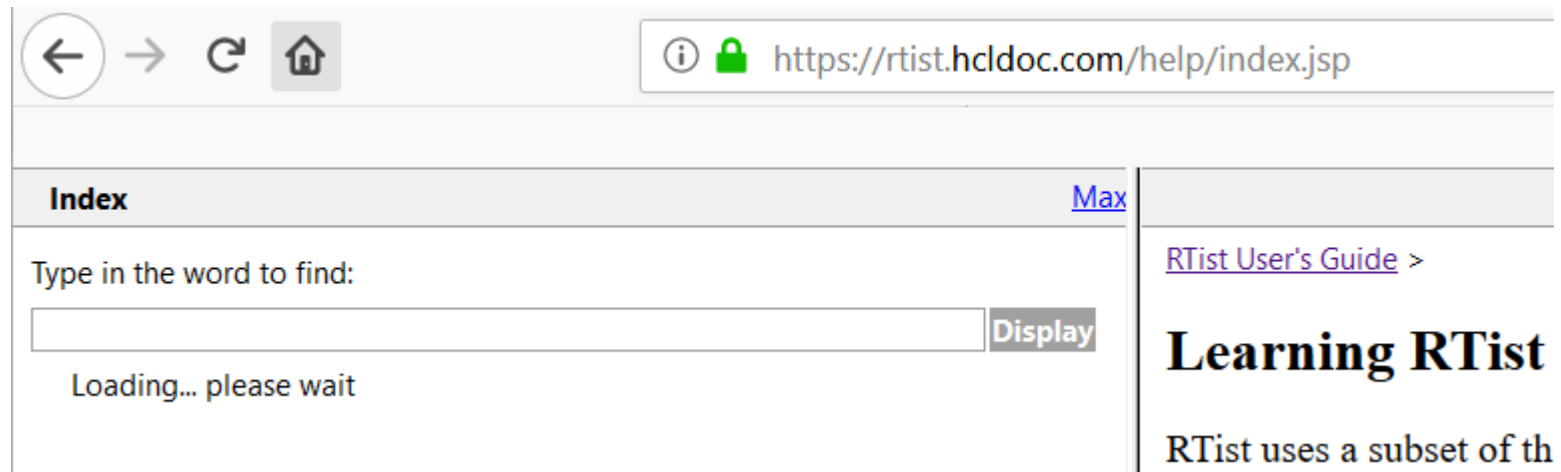 https://rtist.hcldoc.com/help/index.jsp
Index
Max
Type in the word to find:
Display
Loading... please wait
RTist User's Guide >
Learning RTist
RTist uses a subset of th